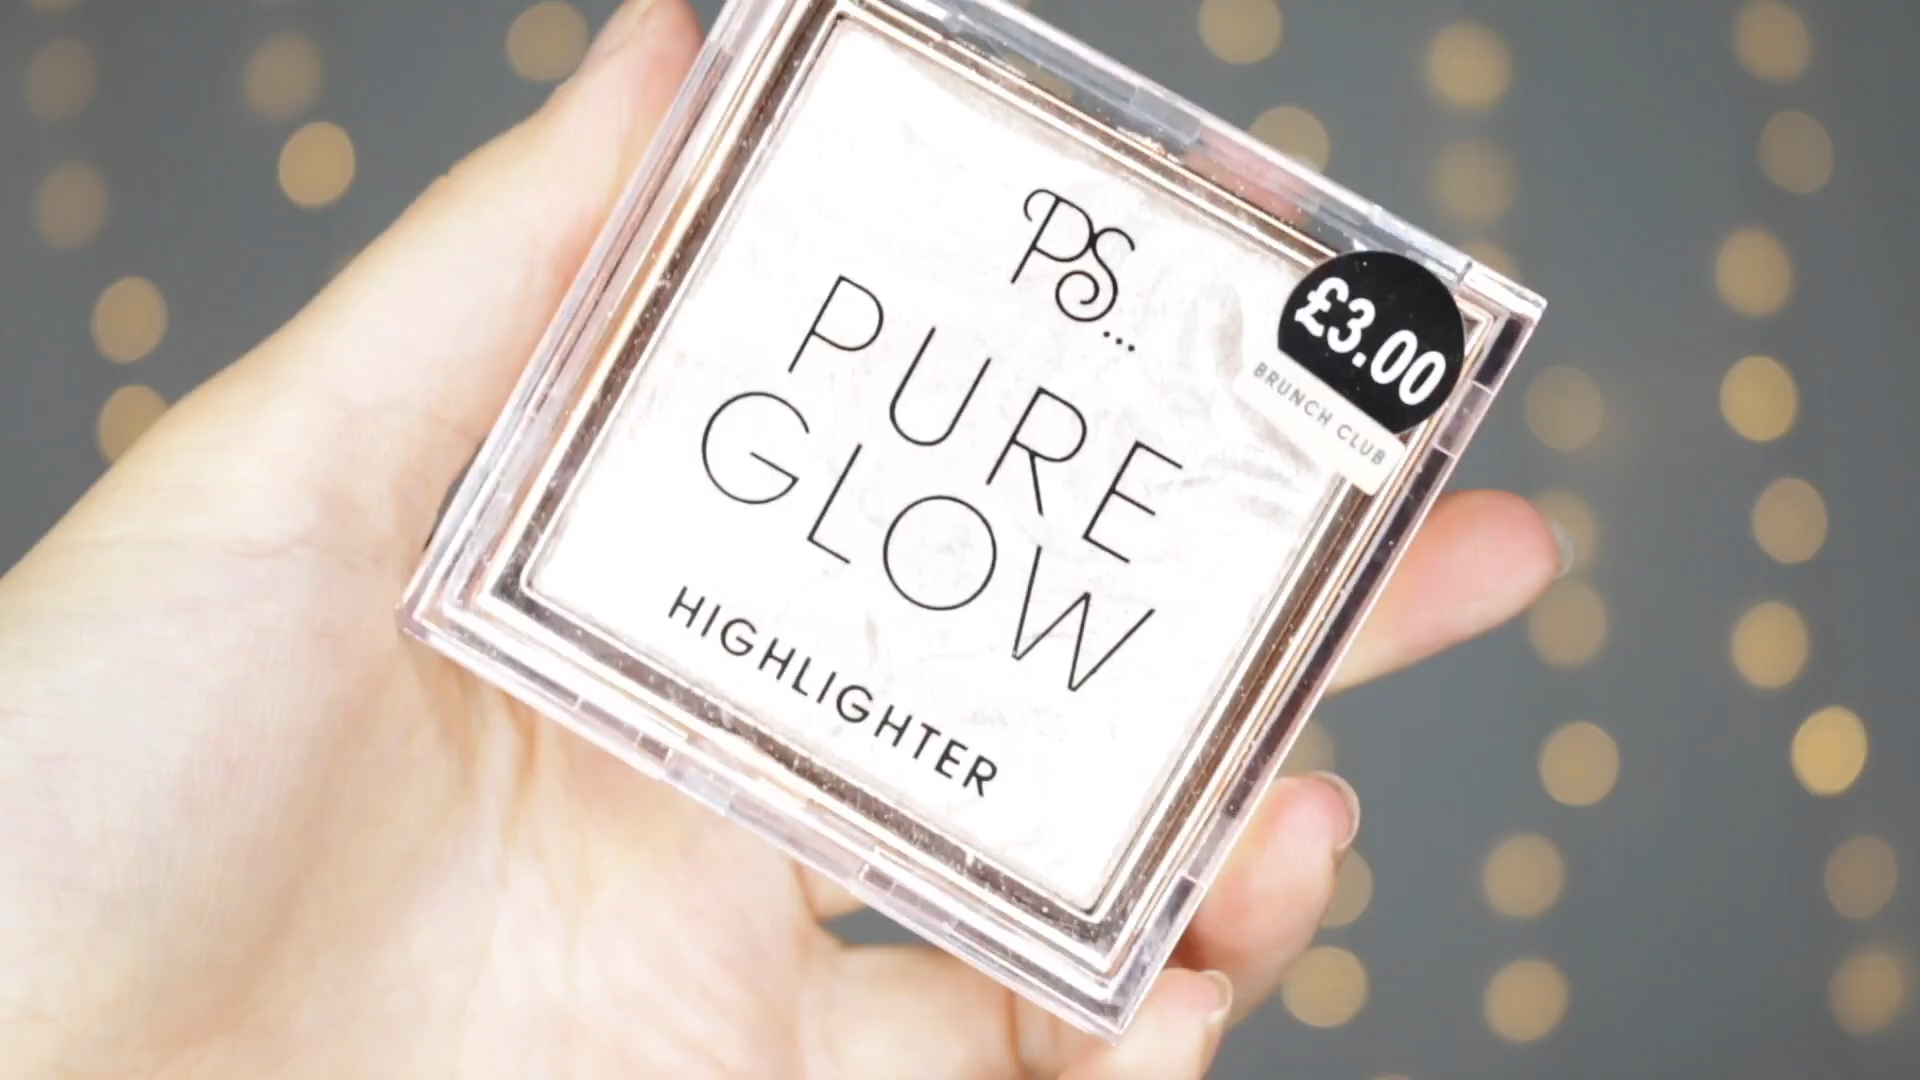 PS...
PURE
GLOW
HIGHLIGHTER
£3.00
BRUNCH CLUB